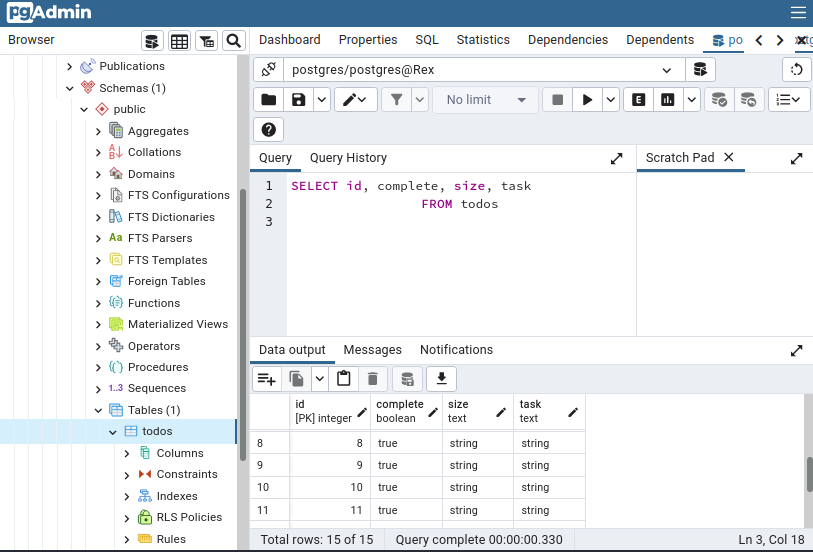 pgAdmin
Browser
Dashboard Properties SQL Statistics Dependencies Dependents po
Publications
Schemas (1)
public
Aggregates
Collations
Domains
FTS Configurations
FTS Dictionaries
FTS Parsers
FTS Templates
Foreign Tables
Functions
Materialized Views
Operators
Procedures
1..3 Sequences
Tables (1)
todos
Columns
Constraints
Indexes
RLS Policies
Rules
postgres/postgres@Rex
No limit
E
Query Query History
Scratch Pad
1 SELECT id, complete, size, task
2 FROM todos
3
Data output Messages Notifications
id complete size task
[PK] integer boolean text text
8 8 true string string
9 9 true string string
10 10 true string string
11 11 true string string
Total rows: 15 of 15 Query complete 00:00:00.330 Ln 3, Col 18